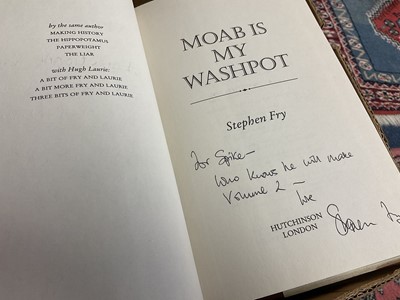 by the same author
MAKING HISTORY
THE HIPPOPOTAMUS
PAPERWEIGHT
THE LIAR
with Hugh Laurie:
A BIT OF FRY AND LAURIE
A BIT MORE FRY AND LAURIE
THREE BITS OF FRY AND LAURIE
MOAB IS
MY
WASHPOT
Stephen Fry
for Spike –
Who knows he will make
Volume 2 –
HUTCHINSON
LONDON
Stephen Fry